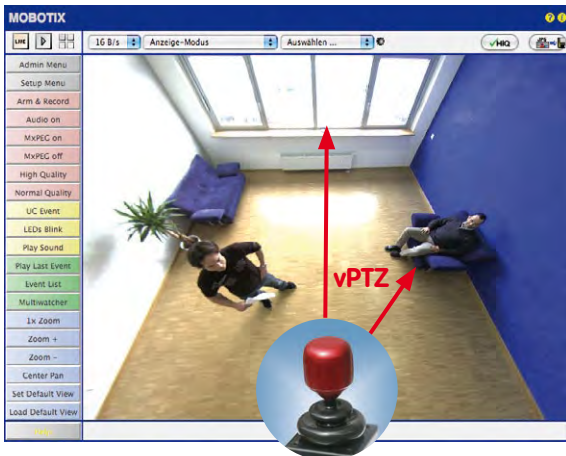 MOBOTIX
LIVE
16 B/s
Anzeige-Modus
Auswählen ...
HQ
Admin Menu
Setup Menu
Arm & Record
Audio on
MxPEG on
MxPEG off
High Quality
Normal Quality
UC Event
LEDs Blink
Play Sound
Play Last Event
Event List
Multiwatcher
1x Zoom
Zoom +
Zoom -
Center Pan
Set Default View
Load Default View
vPTZ